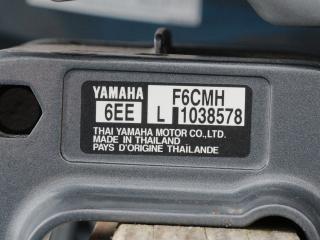 YAMAHA F6CMH
6EE L 1038578
THAI YAMAHA MOTOR CO.,LTD.
MADE IN THAILAND
PAYS D'ORIGINE THAÏLANDE